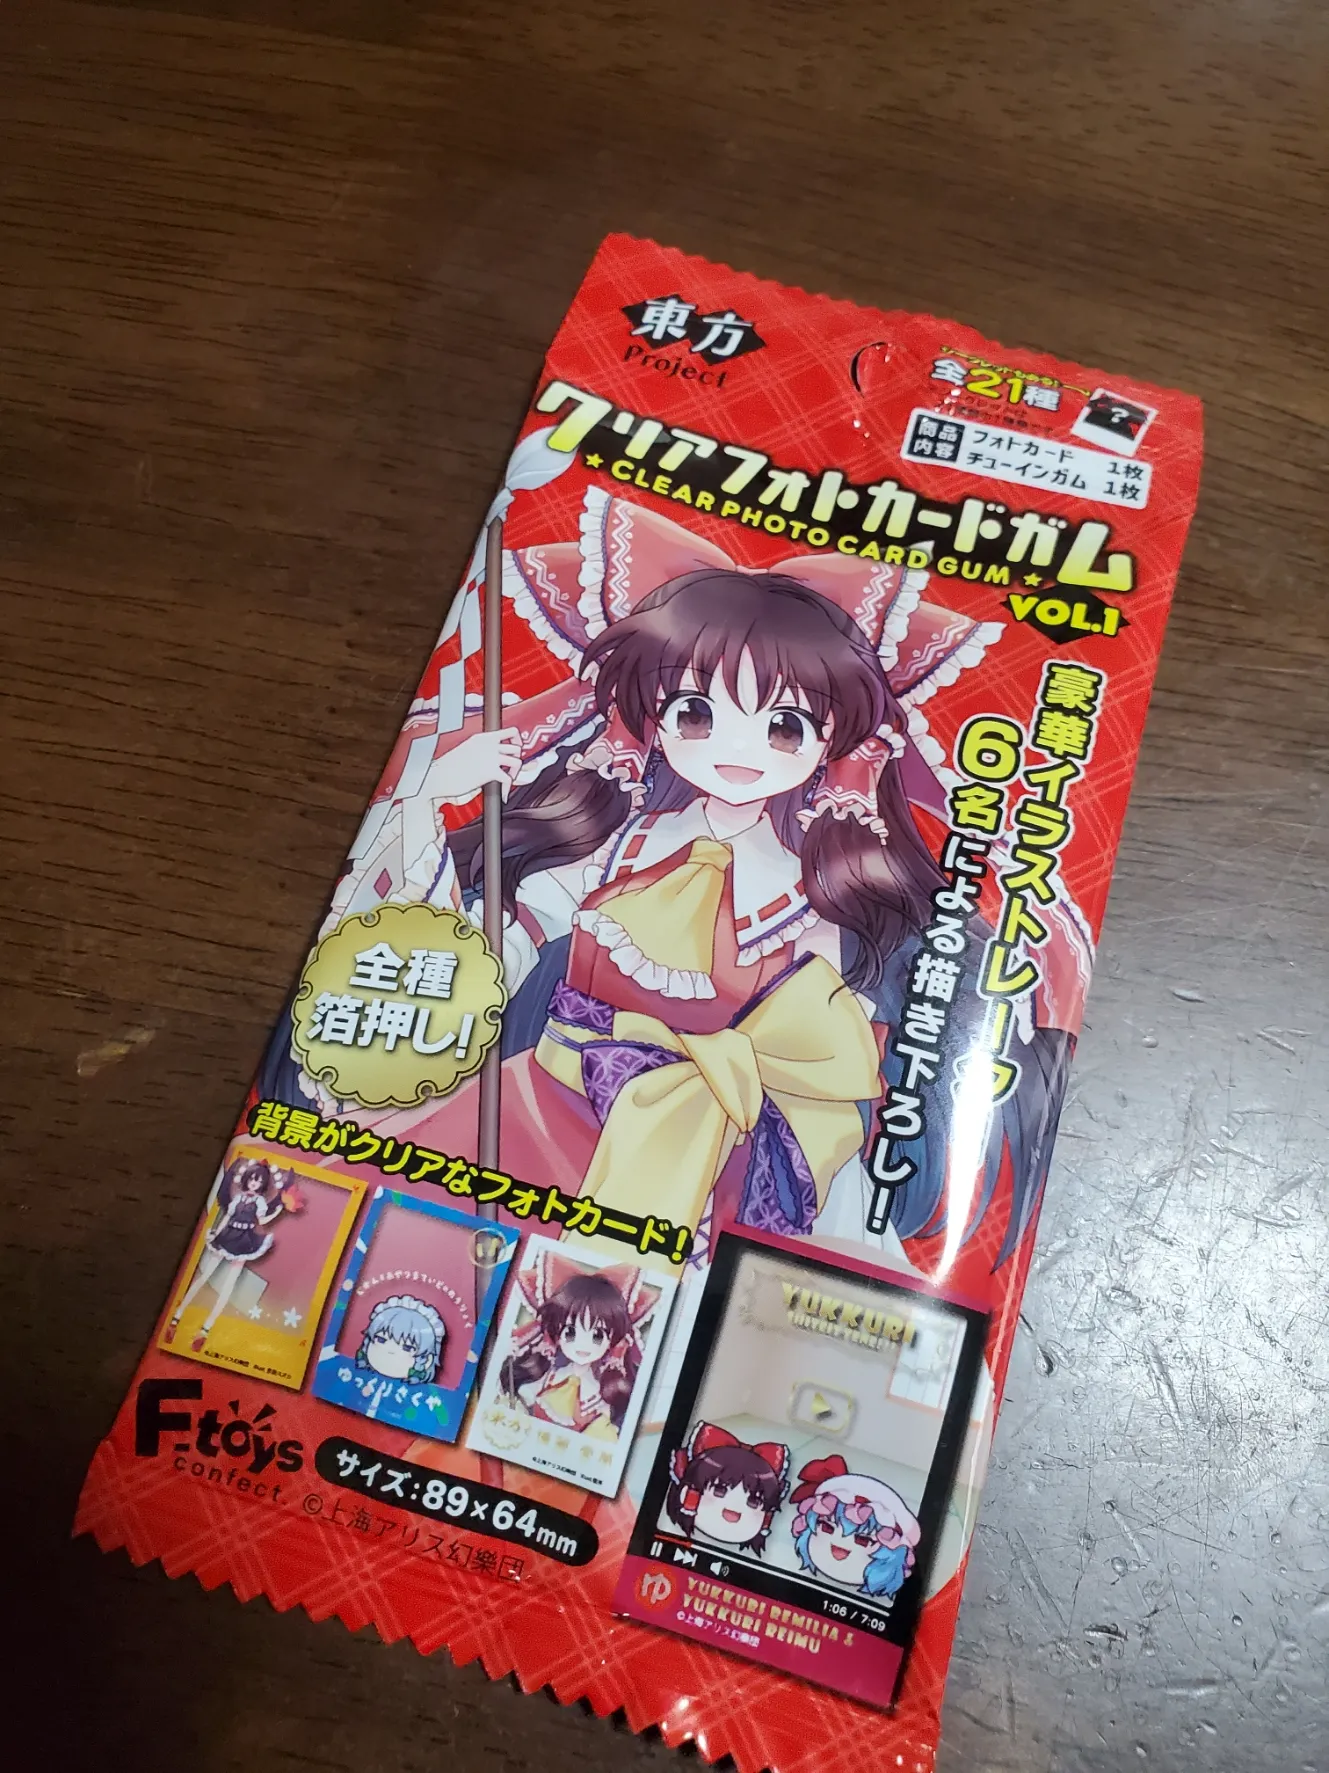 東方
Project
全21種
商品内容
フォトカード 1枚
チューインガム 1枚
?
クリアフォトカードガム
★CLEAR PHOTO CARD GUM★
VOL.1
豪華イラストレーター
6名による描き下ろし!
全種
箔押し!
背景がクリアなフォトカード!
ゆっくりさくや
YUKKURI
1:06 / 7:09
ゆ
YUKKURI REMILIA &
YUKKURI REIMU
©上海アリス幻樂団
F-toys
confect.
サイズ:89×64mm
©上海アリス幻樂団